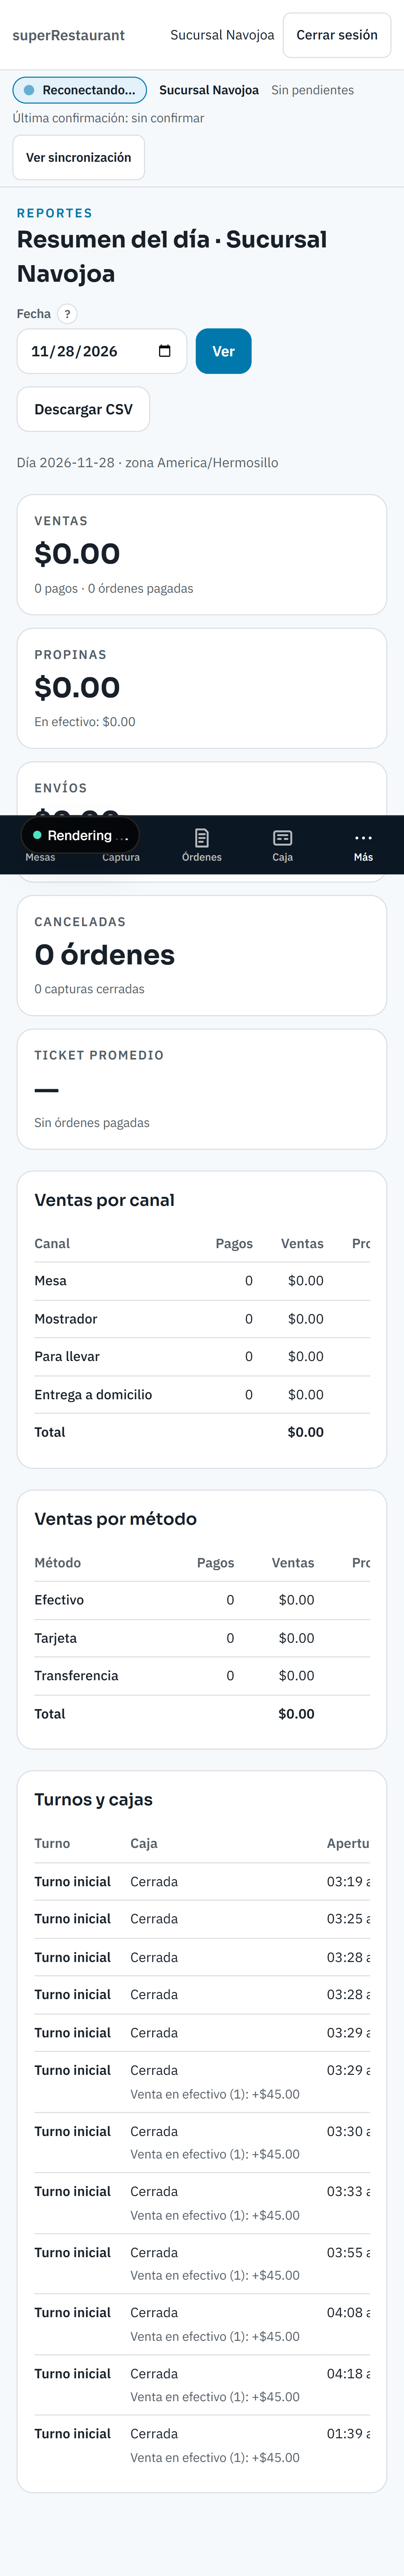 superRestaurant
Sucursal Navojoa
Cerrar sesión
Reconectando...
Sucursal Navojoa
Sin pendientes
Última confirmación: sin confirmar
Ver sincronización
REPORTES
Resumen del día · Sucursal
Navojoa
Fecha ?
11/28/2026
Ver
Descargar CSV
Día 2026-11-28 · zona America/Hermosillo
VENTAS
$0.00
0 pagos · 0 órdenes pagadas
PROPINAS
$0.00
En efectivo: $0.00
ENVÍOS
Rendering ...
Mesas
Captura
Órdenes
Caja
Más
CANCELADAS
0 órdenes
0 capturas cerradas
TICKET PROMEDIO
—
Sin órdenes pagadas
Ventas por canal
Canal Pagos Ventas
Mesa 0 $0.00
Mostrador 0 $0.00
Para llevar 0 $0.00
Entrega a domicilio 0 $0.00
Total $0.00
Ventas por método
Método Pagos Ventas
Efectivo 0 $0.00
Tarjeta 0 $0.00
Transferencia 0 $0.00
Total $0.00
Turnos y cajas
Turno Caja Apertu
Turno inicial Cerrada 03:19 a
Turno inicial Cerrada 03:25 a
Turno inicial Cerrada 03:28 a
Turno inicial Cerrada 03:28 a
Turno inicial Cerrada 03:29 a
Turno inicial Cerrada 03:29 a
Venta en efectivo (1): +$45.00
Turno inicial Cerrada 03:30 a
Venta en efectivo (1): +$45.00
Turno inicial Cerrada 03:33 a
Venta en efectivo (1): +$45.00
Turno inicial Cerrada 03:55 a
Venta en efectivo (1): +$45.00
Turno inicial Cerrada 04:08 a
Venta en efectivo (1): +$45.00
Turno inicial Cerrada 04:18 a
Venta en efectivo (1): +$45.00
Turno inicial Cerrada 01:39 a
Venta en efectivo (1): +$45.00